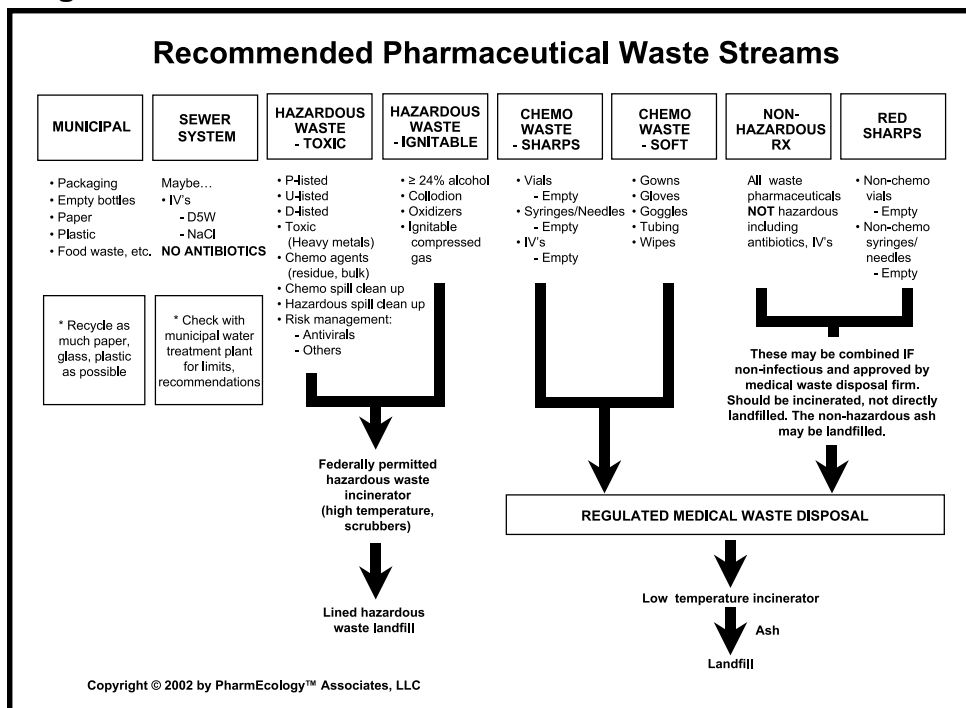 Recommended Pharmaceutical Waste Streams
MUNICIPAL
• Packaging
• Empty bottles
• Paper
• Plastic
• Food waste, etc.
* Recycle as
much paper,
glass, plastic
as possible
SEWER
SYSTEM
Maybe…
• IV's
- D5W
- NaCl
NO ANTIBIOTICS
* Check with
municipal water
treatment plant
for limits,
recommendations
HAZARDOUS
WASTE
- TOXIC
• P-listed
• U-listed
• D-listed
• Toxic
(Heavy metals)
• Chemo agents
(residue, bulk)
• Chemo spill clean up
• Hazardous spill clean up
• Risk management:
- Antivirals
- Others
HAZARDOUS
WASTE
- IGNITABLE
• ≥ 24% alcohol
• Collodion
• Oxidizers
• Ignitable
compressed
gas
Federally permitted
hazardous waste
incinerator
(high temperature,
scrubbers)
Lined hazardous
waste landfill
CHEMO
WASTE
- SHARPS
• Vials
- Empty
• Syringes/Needles
- Empty
• IV's
- Empty
CHEMO
WASTE
- SOFT
• Gowns
• Gloves
• Goggles
• Tubing
• Wipes
NON-
HAZARDOUS
RX
All waste
pharmaceuticals
NOT hazardous
including
antibiotics, IV's
RED
SHARPS
• Non-chemo
vials
- Empty
• Non-chemo
syringes/
needles
- Empty
These may be combined IF
non-infectious and approved by
medical waste disposal firm.
Should be incinerated, not directly
landfilled. The non-hazardous ash
may be landfilled.
REGULATED MEDICAL WASTE DISPOSAL
Low temperature incinerator
Ash
Landfill
Copyright © 2002 by PharmEcology™ Associates, LLC